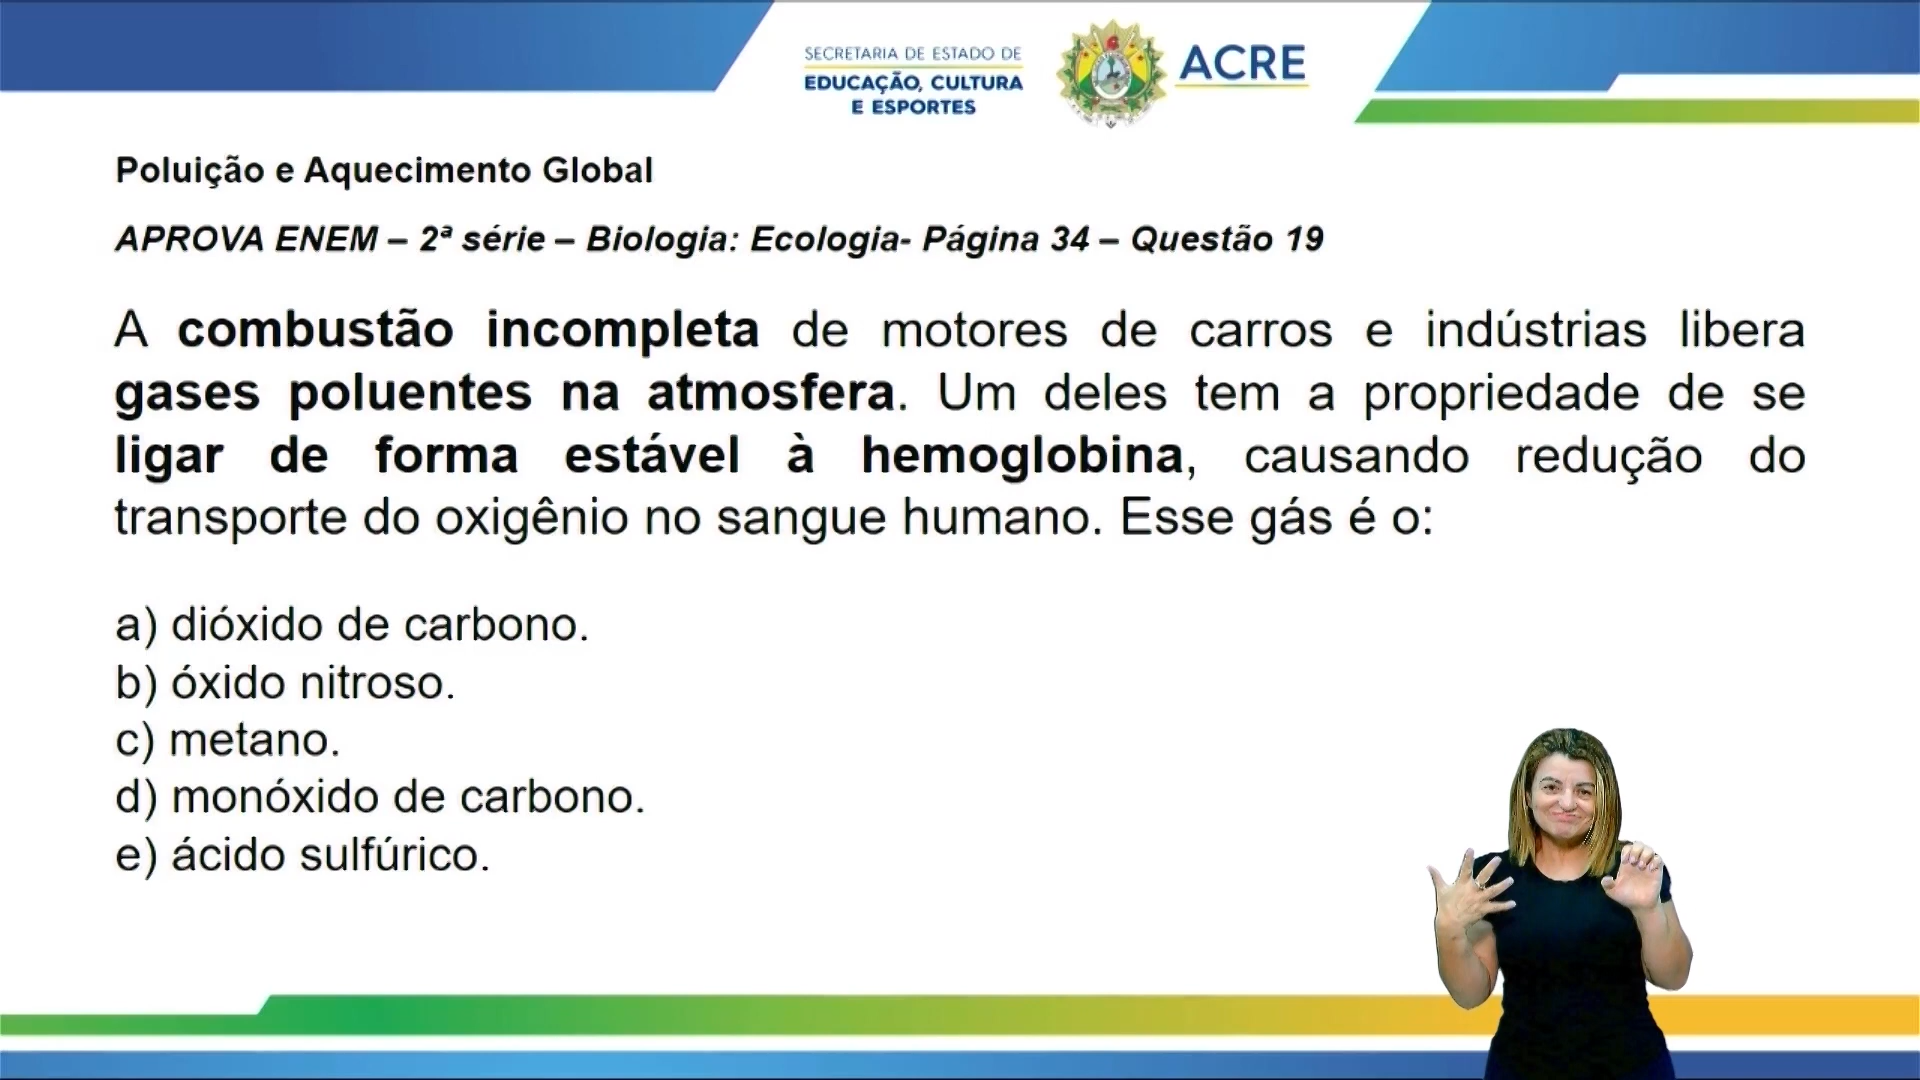 SECRETARIA DE ESTADO DE
EDUCAÇÃO, CULTURA
E ESPORTES
ACRE
Poluição e Aquecimento Global
APROVA ENEM – 2ª série – Biologia: Ecologia- Página 34 – Questão 19
A combustão incompleta de motores de carros e indústrias libera
gases poluentes na atmosfera. Um deles tem a propriedade de se
ligar de forma estável à hemoglobina, causando redução do
transporte do oxigênio no sangue humano. Esse gás é o:
a) dióxido de carbono.
b) óxido nitroso.
c) metano.
d) monóxido de carbono.
e) ácido sulfúrico.